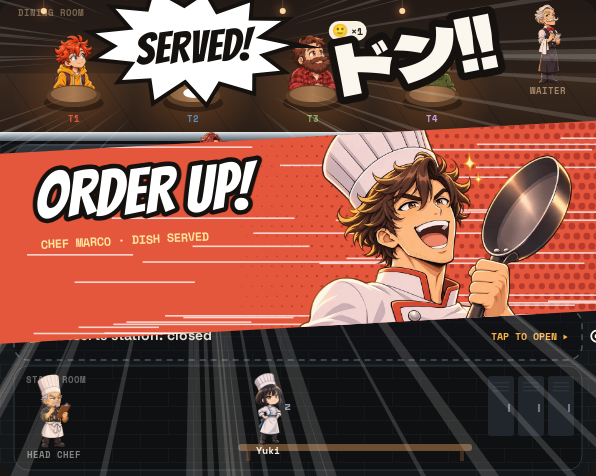 DINING ROOM
SERVED!
×1
ドン!!
WAITER
T1
T2
T3
T4
ORDER UP!
CHEF MARCO · DISH SERVED
station: closed
TAP TO OPEN ▸
ROOM
HEAD CHEF
Yuki